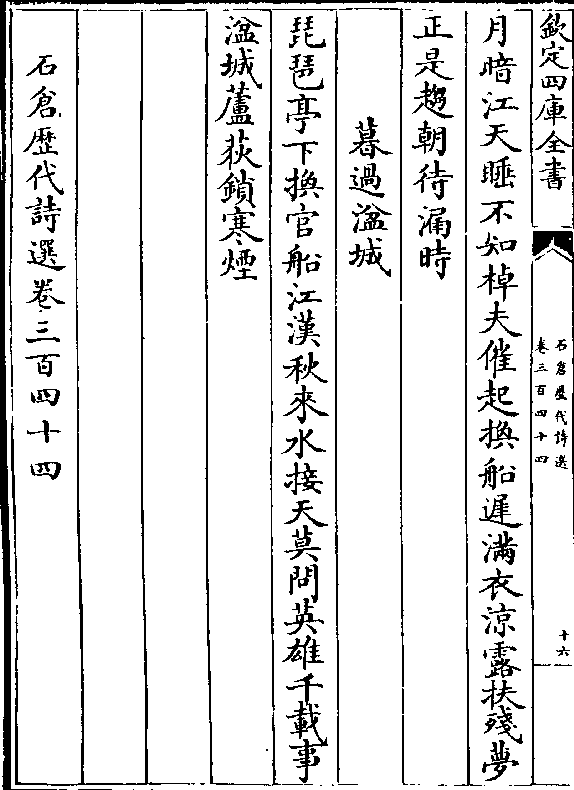 欽定四庫全書
石倉歷代詩選
卷三百四十四
十六
月暗江天睡不知棹夫催起換船遲滿衣涼露扶殘夢
正是趨朝待漏時
暮過湓城
琵琶亭下換官船江漢秋來水接天莫問英雄千載事
湓城蘆荻鎖寒煙
石倉歷代詩選卷三百四十四